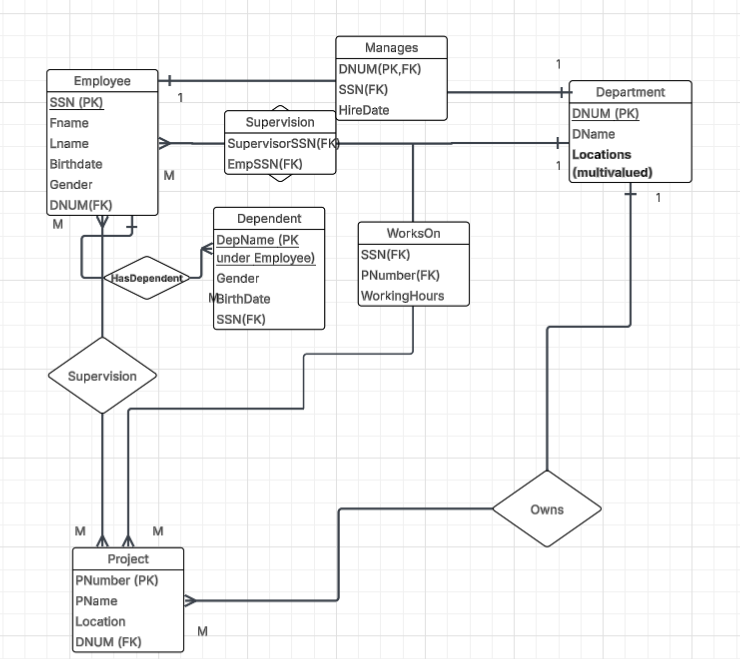 Manages
DNUM(PK,FK)
SSN(FK)
HireDate
1
Employee
SSN (PK)
Fname
Lname
Birthdate
Gender
DNUM(FK)
1
M
M
Supervision
SupervisorSSN(FK)
EmpSSN(FK)
Department
DNUM (PK)
DName
Locations
(multivalued)
1
1
Dependent
DepName (PK
under Employee)
Gender
BirthDate
SSN(FK)
M
HasDependent
WorksOn
SSN(FK)
PNumber(FK)
WorkingHours
Supervision
Owns
M
M
Project
PNumber (PK)
PName
Location
DNUM (FK)
M